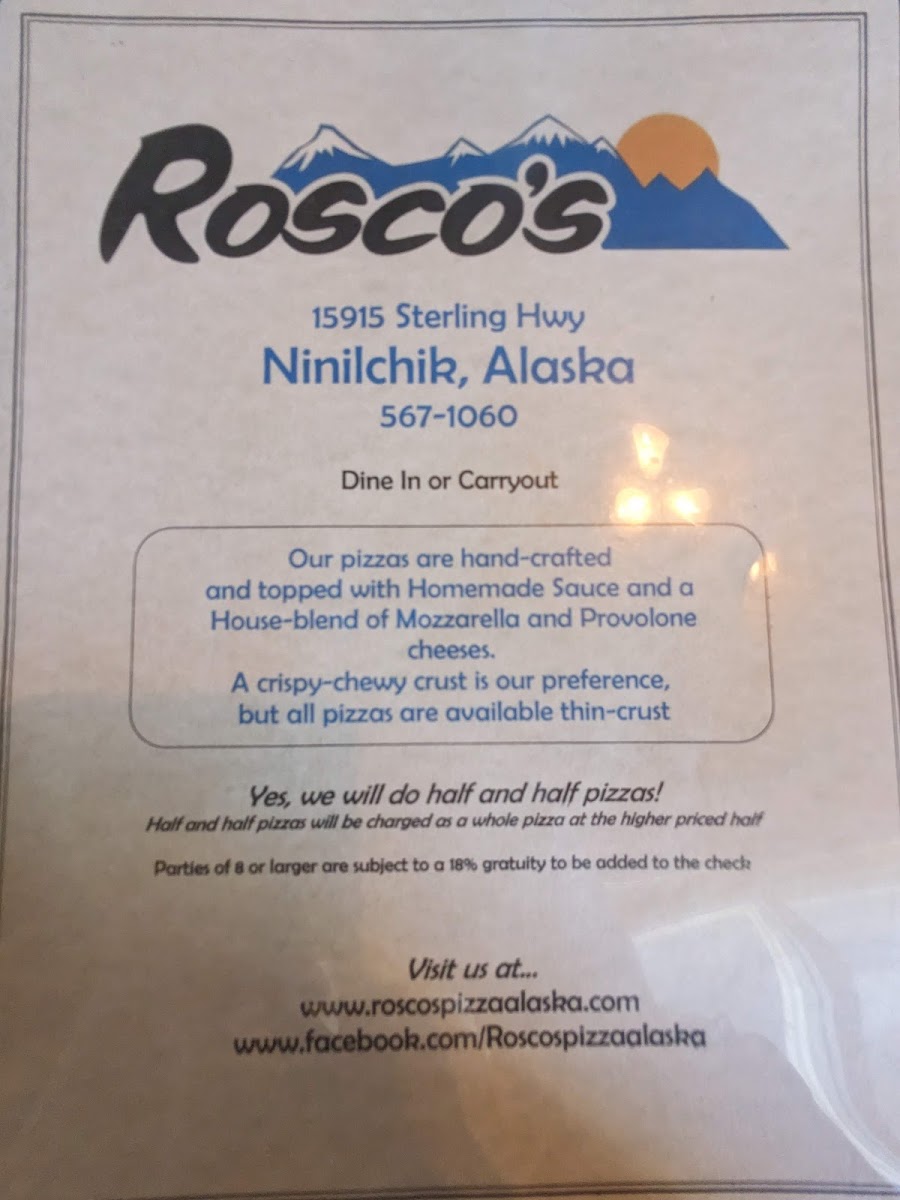 Rosco's
15915 Sterling Hwy
Ninilchik, Alaska
567-1060
Dine In or Carryout
Our pizzas are hand-crafted
and topped with Homemade Sauce and a
House-blend of Mozzarella and Provolone
cheeses.
A crispy-chewy crust is our preference,
but all pizzas are available thin-crust
Yes, we will do half and half pizzas!
Half and half pizzas will be charged as a whole pizza at the higher priced half
Parties of 8 or larger are subject to a 18% gratuity to be added to the check
Visit us at...
www.roscospizzaalaska.com
www.facebook.com/Roscospizzaalaska